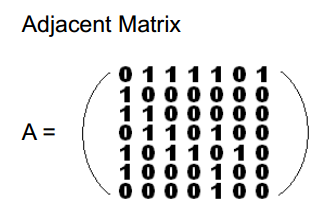 Adjacent Matrix
0 1 1 1 1 0 1
1 0 0 0 0 0 0
1 1 0 0 0 0 0
A = 0 1 1 0 1 0 0
1 0 1 1 0 1 0
1 0 0 0 1 0 0
0 0 0 0 1 0 0